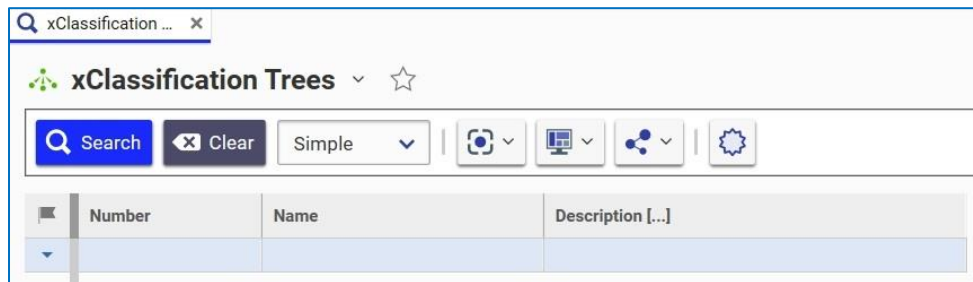 xClassification ...
xClassification Trees
Search Clear Simple
Number Name Description [...]